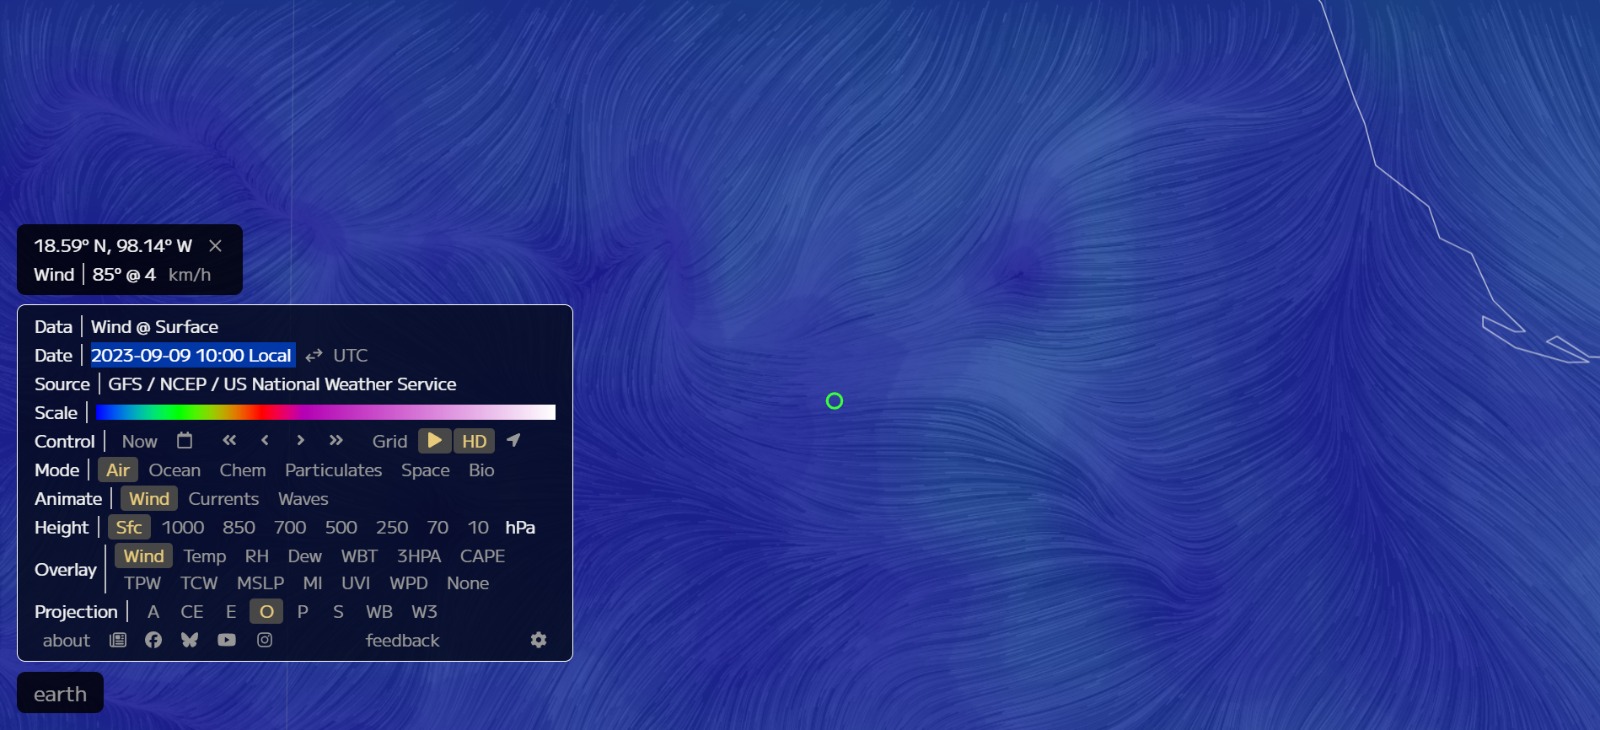 18.59° N, 98.14° W ×
Wind | 85° @ 4 km/h
Data | Wind @ Surface
Date | 2023-09-09 10:00 Local ⇄ UTC
Source | GFS / NCEP / US National Weather Service
Scale
Control | Now « ‹ › » Grid HD
Mode | Air Ocean Chem Particulates Space Bio
Animate | Wind Currents Waves
Height | Sfc 1000 850 700 500 250 70 10 hPa
Overlay | Wind Temp RH Dew WBT 3HPA CAPE
TPW TCW MSLP MI UVI WPD None
Projection | A CE E O P S WB W3
about feedback
earth